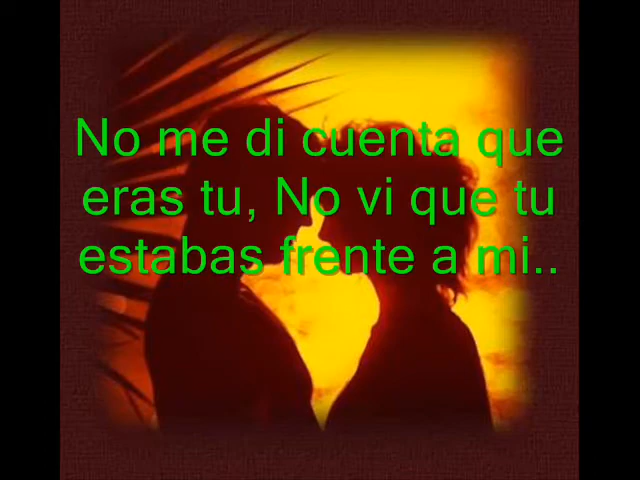 No me di cuenta que
eras tu, No vi que tu
estabas frente a mi..